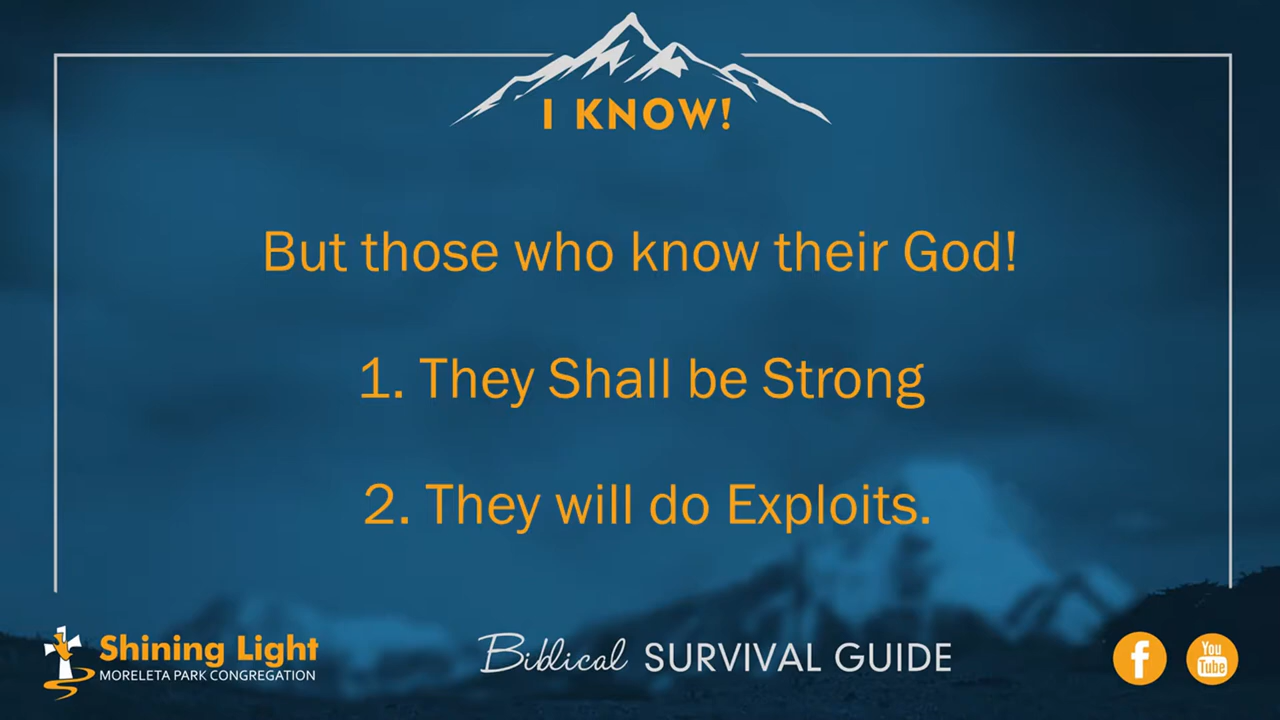 I KNOW!
But those who know their God!
1. They Shall be Strong
2. They will do Exploits.
Shining Light
MORELETA PARK CONGREGATION
Biblical SURVIVAL GUIDE
f
You
Tube